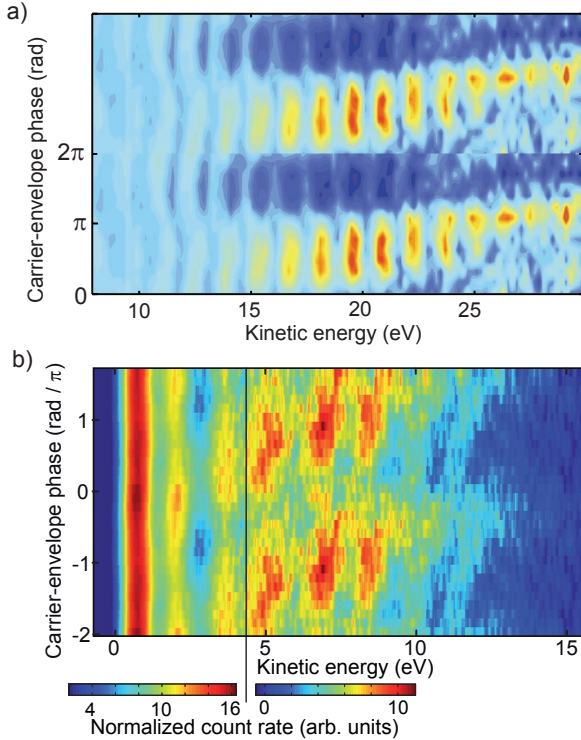 a)
Carrier-envelope phase (rad)
2π
π
0
10 15 20 25
Kinetic energy (eV)
b)
Carrier-envelope phase (rad / π)
1
0
-1
-2
0 5 10 15
Kinetic energy (eV)
4 10 16 0 10
Normalized count rate (arb. units)